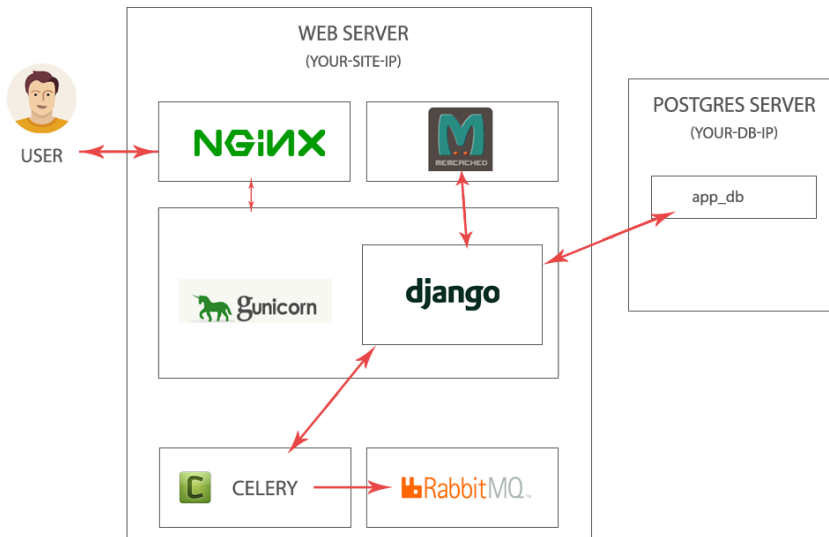 WEB SERVER
(YOUR-SITE-IP)
USER
NGiNX
MEMCACHED
POSTGRES SERVER
(YOUR-DB-IP)
app_db
gunicorn
django
C CELERY
RabbitMQ